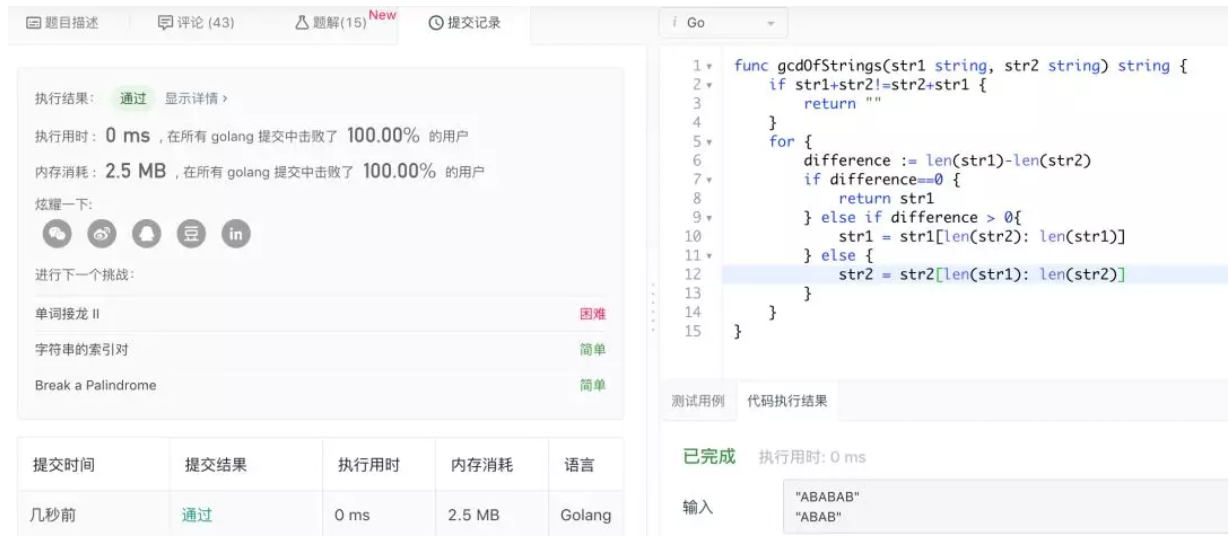 题目描述
评论 (43)
题解(15)
New
提交记录
执行结果： 通过 显示详情 ›
执行用时 : 0 ms , 在所有 golang 提交中击败了 100.00% 的用户
内存消耗 : 2.5 MB , 在所有 golang 提交中击败了 100.00% 的用户
炫耀一下:
豆 in
进行下一个挑战：
单词接龙 II 困难
字符串的索引对 简单
Break a Palindrome 简单
提交时间 提交结果 执行用时 内存消耗 语言
几秒前 通过 0 ms 2.5 MB Golang
i Go
1 func gcdOfStrings(str1 string, str2 string) string {
2 if str1+str2!=str2+str1 {
3 return ""
4 }
5 for {
6 difference := len(str1)-len(str2)
7 if difference==0 {
8 return str1
9 } else if difference > 0{
10 str1 = str1[len(str2): len(str1)]
11 } else {
12 str2 = str2[len(str1): len(str2)]
13 }
14 }
15 }
测试用例 代码执行结果
已完成 执行用时: 0 ms
输入
"ABABAB"
"ABAB"